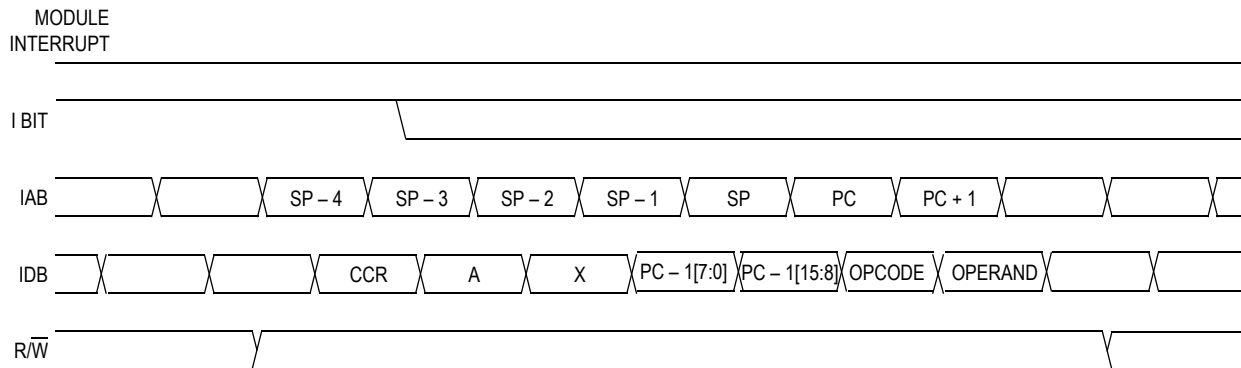 MODULE
INTERRUPT
I BIT
IAB SP – 4 SP – 3 SP – 2 SP – 1 SP PC PC + 1
IDB CCR A X PC – 1[7:0] PC – 1[15:8] OPCODE OPERAND
R/W̅